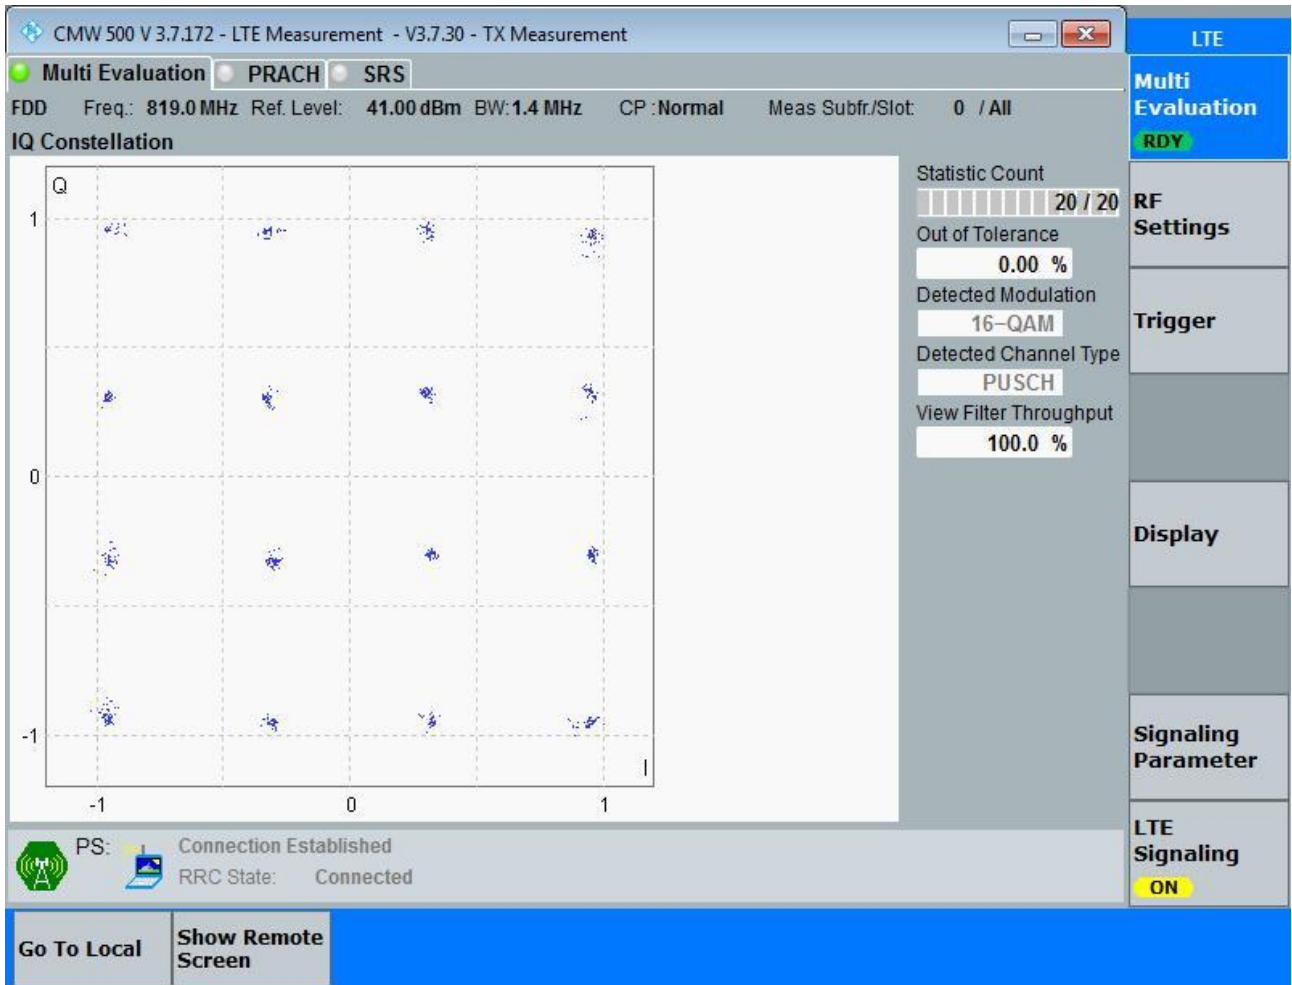 CMW 500 V 3.7.172 - LTE Measurement - V3.7.30 - TX Measurement
LTE
Multi Evaluation PRACH SRS
FDD Freq.: 819.0 MHz Ref. Level: 41.00 dBm BW: 1.4 MHz CP : Normal Meas Subfr./Slot: 0 / All
IQ Constellation
Q
1
0
-1
-1 0 1
I
Statistic Count
20 / 20
Out of Tolerance
0.00 %
Detected Modulation
16-QAM
Detected Channel Type
PUSCH
View Filter Throughput
100.0 %
Multi
Evaluation
RDY
RF
Settings
Trigger
Display
Signaling
Parameter
LTE
Signaling
ON
PS: Connection Established
RRC State: Connected
Go To Local
Show Remote
Screen